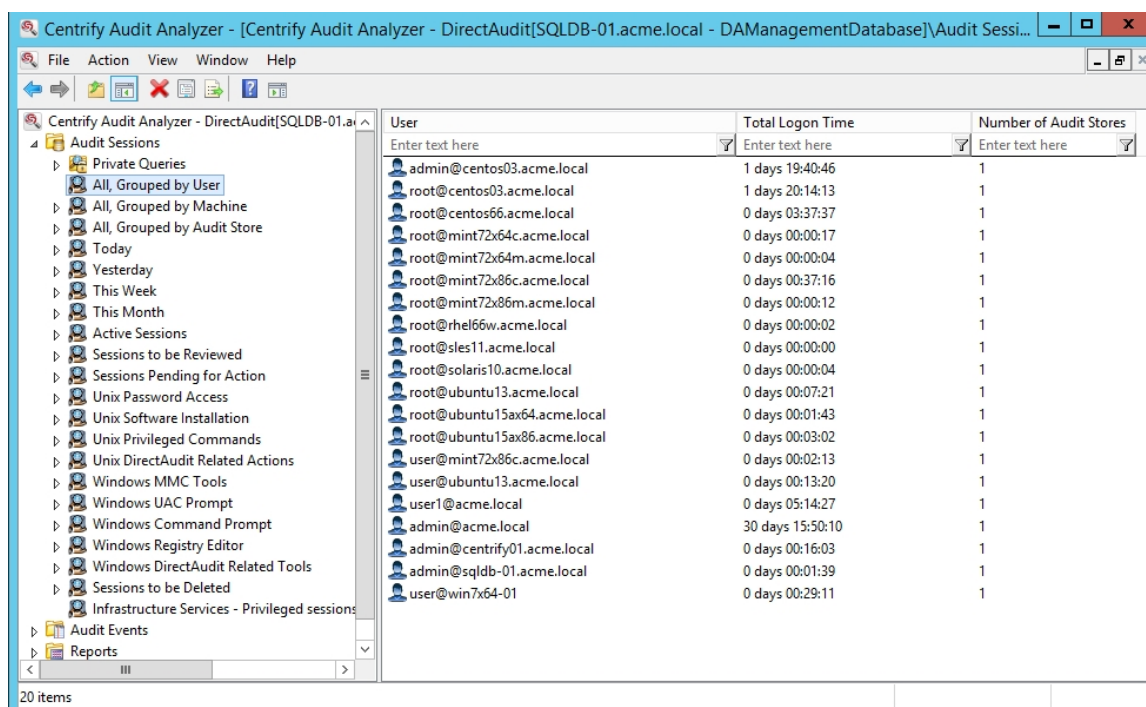 Centrify Audit Analyzer - [Centrify Audit Analyzer - DirectAudit[SQLDB-01.acme.local - DAManagementDatabase]\Audit Sessi...
File Action View Window Help
Centrify Audit Analyzer - DirectAudit[SQLDB-01.a
Audit Sessions
Private Queries
All, Grouped by User
All, Grouped by Machine
All, Grouped by Audit Store
Today
Yesterday
This Week
This Month
Active Sessions
Sessions to be Reviewed
Sessions Pending for Action
Unix Password Access
Unix Software Installation
Unix Privileged Commands
Unix DirectAudit Related Actions
Windows MMC Tools
Windows UAC Prompt
Windows Command Prompt
Windows Registry Editor
Windows DirectAudit Related Tools
Sessions to be Deleted
Infrastructure Services - Privileged sessions
Audit Events
Reports
User Total Logon Time Number of Audit Stores
Enter text here Enter text here Enter text here
admin@centos03.acme.local 1 days 19:40:46 1
root@centos03.acme.local 1 days 20:14:13 1
root@centos66.acme.local 0 days 03:37:37 1
root@mint72x64c.acme.local 0 days 00:00:17 1
root@mint72x64m.acme.local 0 days 00:00:04 1
root@mint72x86c.acme.local 0 days 00:37:16 1
root@mint72x86m.acme.local 0 days 00:00:12 1
root@rhel66w.acme.local 0 days 00:00:02 1
root@sles11.acme.local 0 days 00:00:00 1
root@solaris10.acme.local 0 days 00:00:04 1
root@ubuntu13.acme.local 0 days 00:07:21 1
root@ubuntu15ax64.acme.local 0 days 00:01:43 1
root@ubuntu15ax86.acme.local 0 days 00:03:02 1
user@mint72x86c.acme.local 0 days 00:02:13 1
user@ubuntu13.acme.local 0 days 00:13:20 1
user1@acme.local 0 days 05:14:27 1
admin@acme.local 30 days 15:50:10 1
admin@centrify01.acme.local 0 days 00:16:03 1
admin@sqldb-01.acme.local 0 days 00:01:39 1
user@win7x64-01 0 days 00:29:11 1
20 items